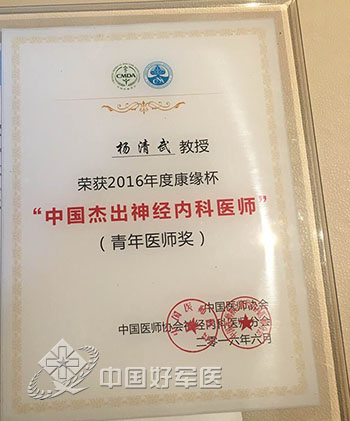 CMDA
CNA
杨清武 教授
荣获2016年度康缘杯
“中国杰出神经内科医师”
（青年医师奖）
中国医师协会
中国医师协会神经内科医师分会
二零一六年六月
中国好军医